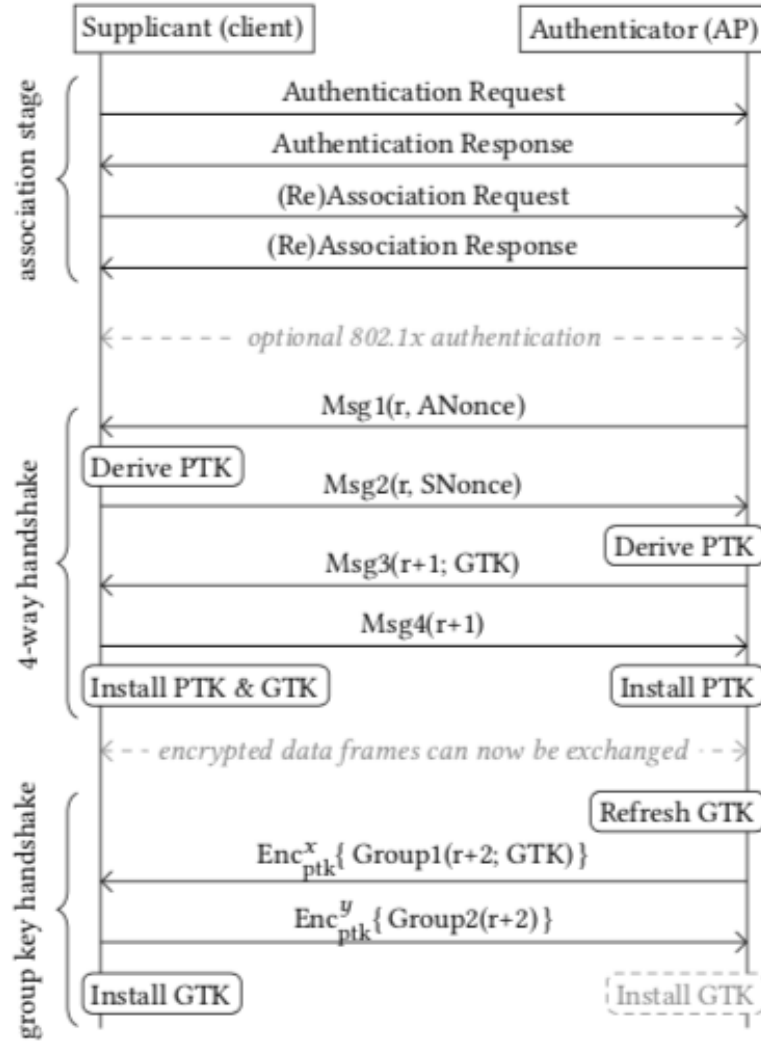 Supplicant (client)
Authenticator (AP)
association stage
Authentication Request
Authentication Response
(Re)Association Request
(Re)Association Response
optional 802.1x authentication
4-way handshake
Msg1(r, ANonce)
Derive PTK
Msg2(r, SNonce)
Derive PTK
Msg3(r+1; GTK)
Msg4(r+1)
Install PTK & GTK
Install PTK
encrypted data frames can now be exchanged
group key handshake
Refresh GTK
Enc^x_ptk{ Group1(r+2; GTK) }
Enc^y_ptk{ Group2(r+2) }
Install GTK
Install GTK